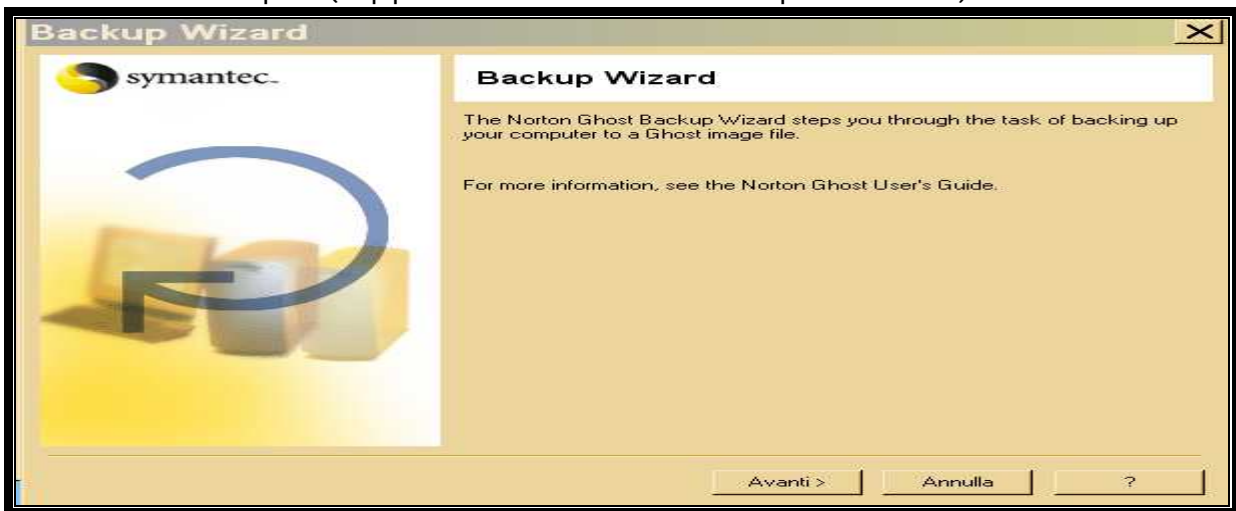 Backup Wizard
symantec.
Backup Wizard
The Norton Ghost Backup Wizard steps you through the task of backing up
your computer to a Ghost image file.
For more information, see the Norton Ghost User's Guide.
Avanti >
Annulla
?